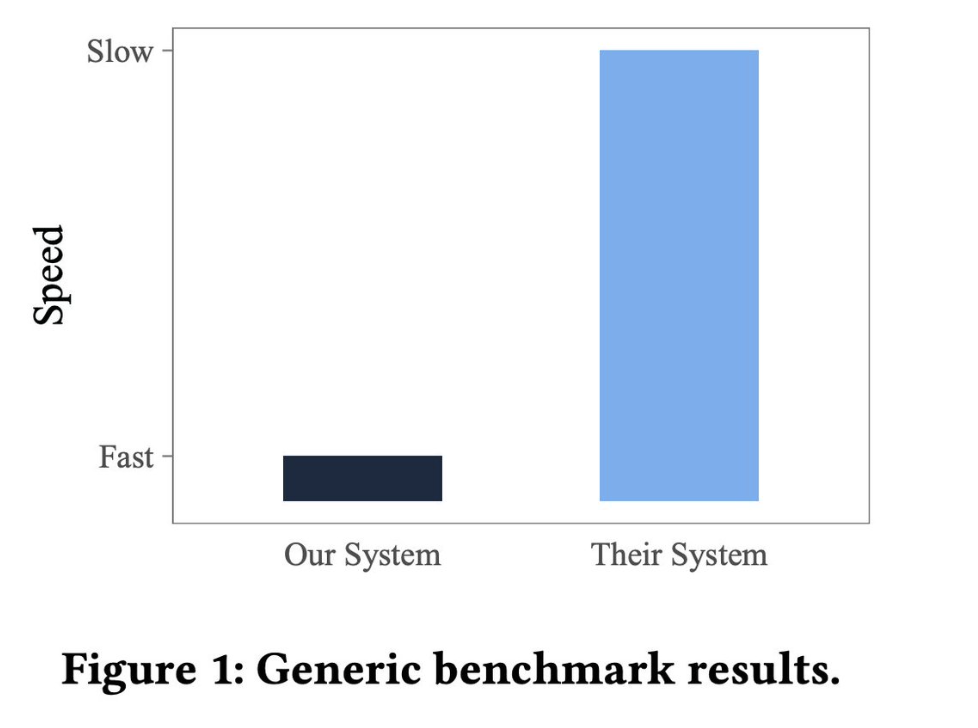 Slow
Speed
Fast
Our System Their System
Figure 1: Generic benchmark results.